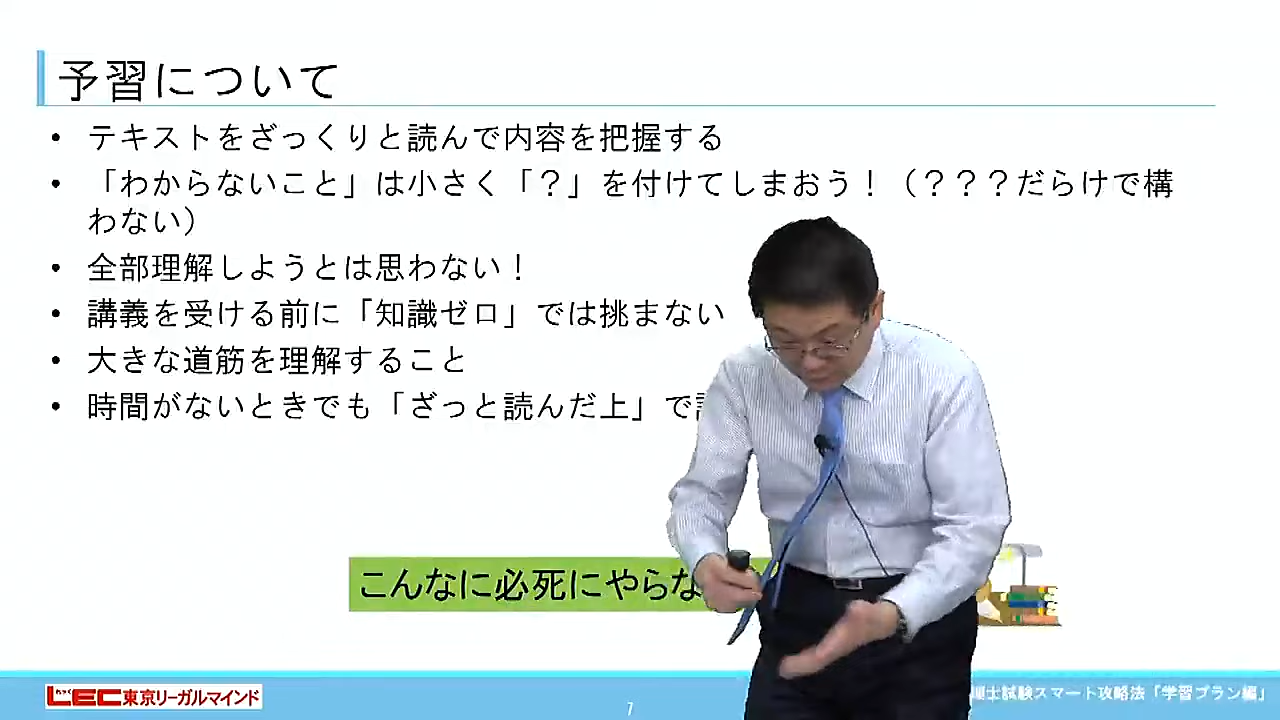 予習について
• テキストをざっくりと読んで内容を把握する
• 「わからないこと」は小さく「？」を付けてしまおう！（？？？だらけで構
わない）
• 全部理解しようとは思わない！
• 講義を受ける前に「知識ゼロ」では挑まない
• 大きな道筋を理解すること
• 時間がないときでも「ざっと読んだ上」で
こんなに必死にやらな
LEC東京リーガルマインド
7
士試験スマート攻略法「学習プラン編」